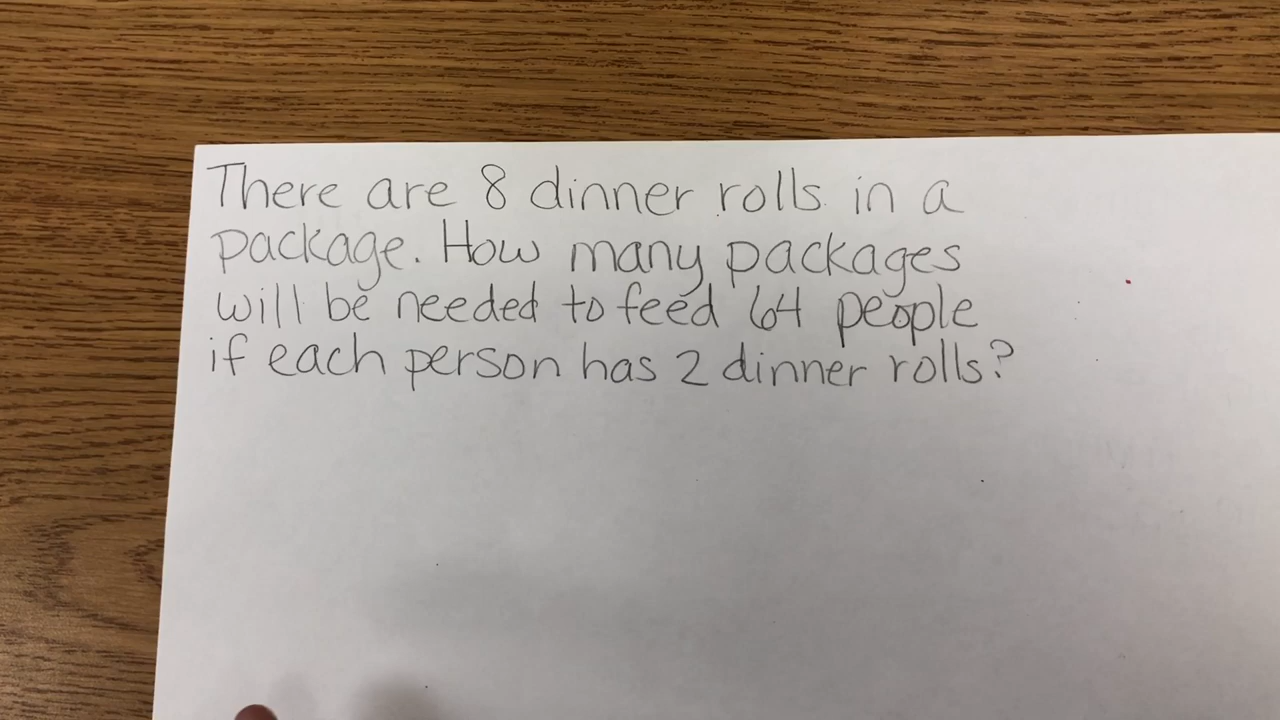 There are 8 dinner rolls in a
package. How many packages
will be needed to feed 64 people
if each person has 2 dinner rolls?